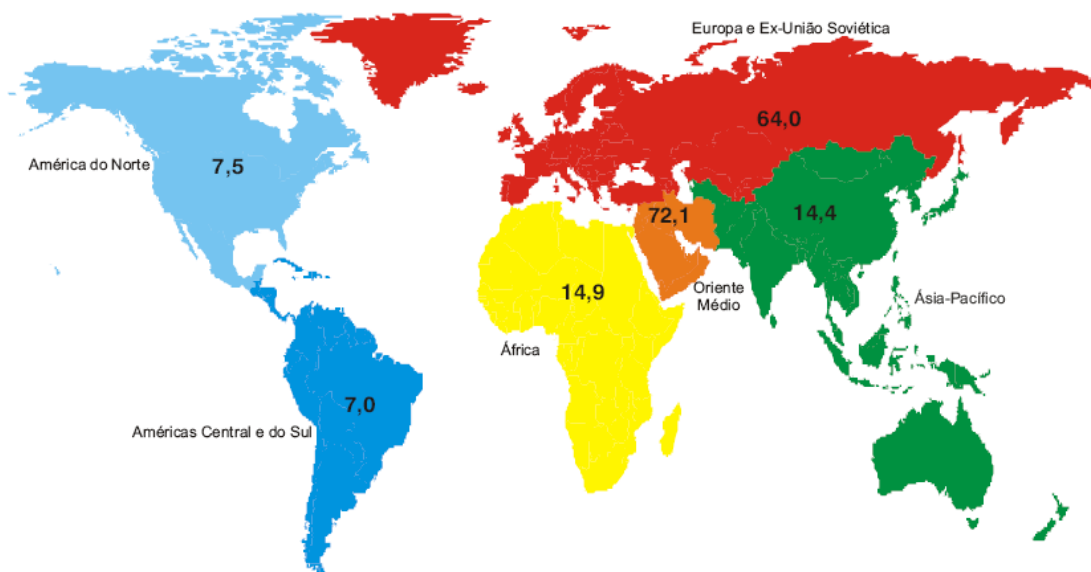 Europa e Ex-União Soviética
64,0
América do Norte
7,5
72,1
14,4
Oriente
Médio
14,9
Ásia-Pacífico
África
7,0
Américas Central e do Sul